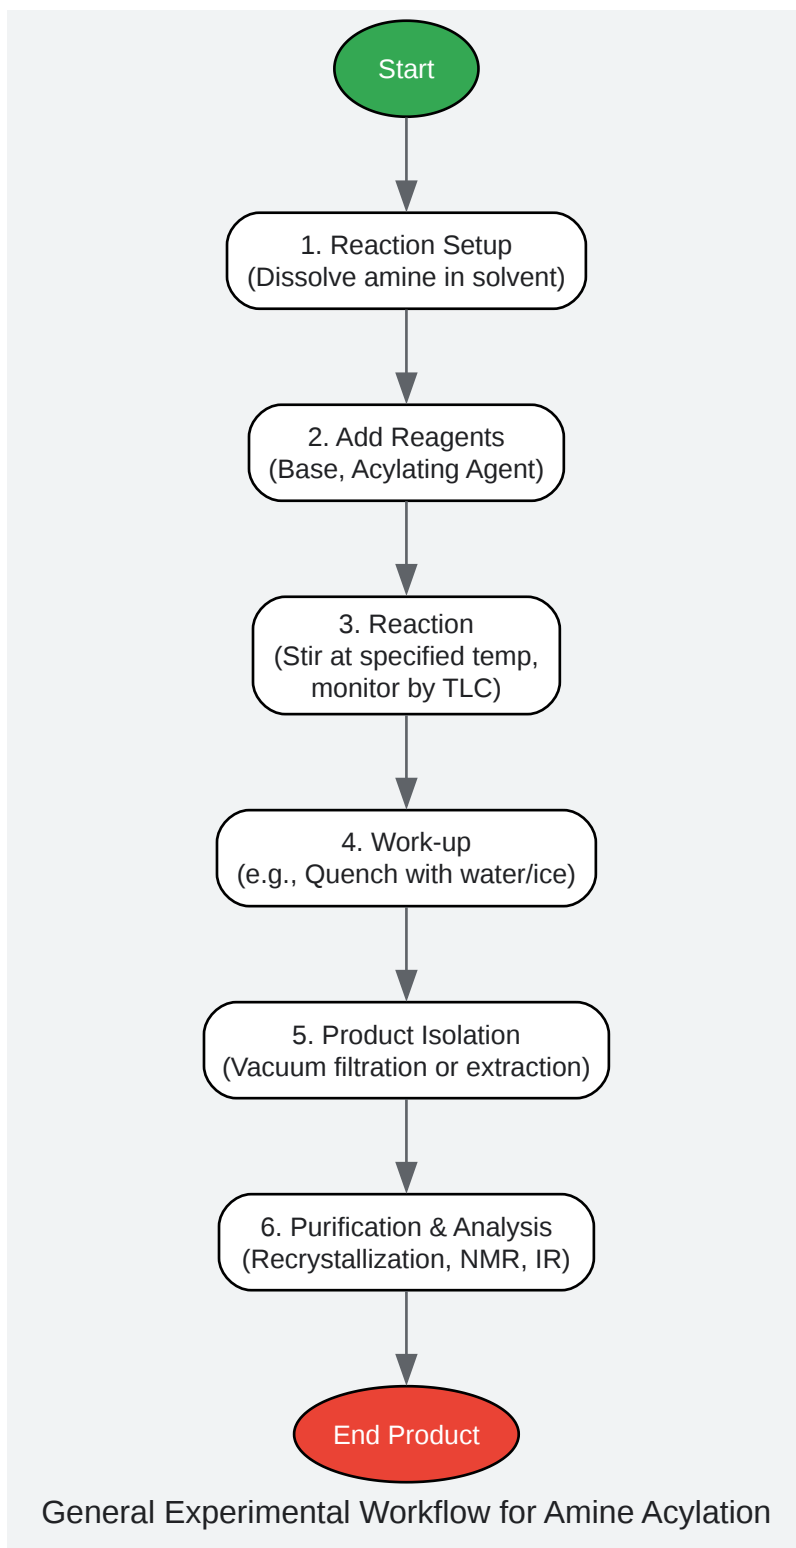 Start
1. Reaction Setup
(Dissolve amine in solvent)
2. Add Reagents
(Base, Acylating Agent)
3. Reaction
(Stir at specified temp,
monitor by TLC)
4. Work-up
(e.g., Quench with water/ice)
5. Product Isolation
(Vacuum filtration or extraction)
6. Purification & Analysis
(Recrystallization, NMR, IR)
End Product
General Experimental Workflow for Amine Acylation